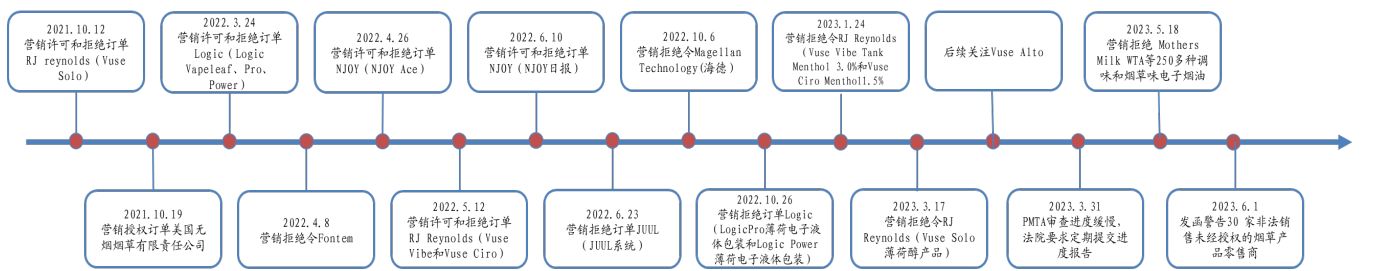 2021.10.12
营销许可和拒绝订单
RJ reynolds（Vuse
Solo）
2022.3.24
营销许可和拒绝订单
Logic（Logic
Vapeleaf、Pro、
Power）
2022.4.26
营销许可和拒绝订单
NJOY（NJOY Ace）
2022.6.10
营销许可和拒绝订单
NJOY（NJOY日报）
2022.10.6
营销拒绝令Magellan
Technology(海德）
2023.1.24
营销拒绝令RJ Reynolds
（Vuse Vibe Tank
Menthol 3.0%和Vuse
Ciro Menthol1.5%
后续关注Vuse Alto
2023.5.18
营销拒绝 Mothers
Milk WTA等250多种调
味和烟草味电子烟油
2021.10.19
营销授权订单美国无
烟烟草有限责任公司
2022.4.8
营销拒绝令Fontem
2022.5.12
营销许可和拒绝订单
RJ Reynolds（Vuse
Vibe和Vuse Ciro）
2022.6.23
营销拒绝订单JUUL
（JUUL系统）
2022.10.26
营销拒绝订单Logic
（LogicPro薄荷电子液
体包装和Logic Power
薄荷电子液体包装）
2023.3.17
营销拒绝令RJ
Reynolds（Vuse Solo
薄荷醇产品）
2023.3.31
PMTA审查进度缓慢，
法院要求定期提交进
度报告
2023.6.1
发函警告30 家非法销
售未经授权的烟草产
品零售商